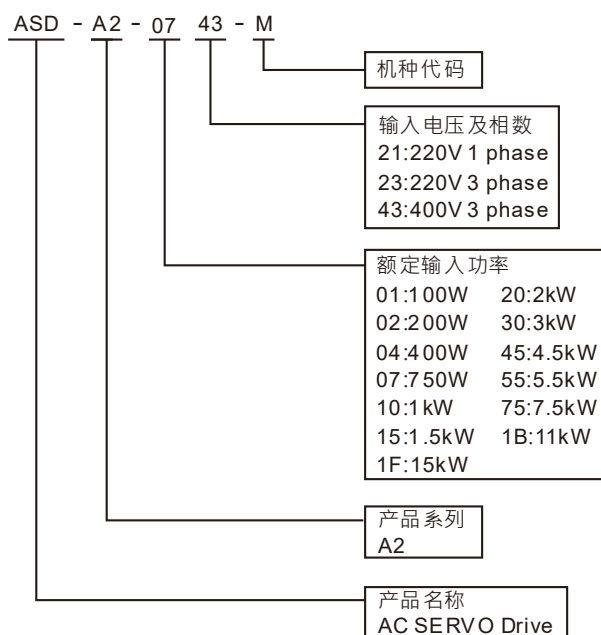 ASD - A2 - 07 43 - M
机种代码
输入电压及相数
21:220V 1 phase
23:220V 3 phase
43:400V 3 phase
额定输入功率
01:100W 20:2kW
02:200W 30:3kW
04:400W 45:4.5kW
07:750W 55:5.5kW
10:1kW 75:7.5kW
15:1.5kW 1B:11kW
1F:15kW
产品系列
A2
产品名称
AC SERVO Drive